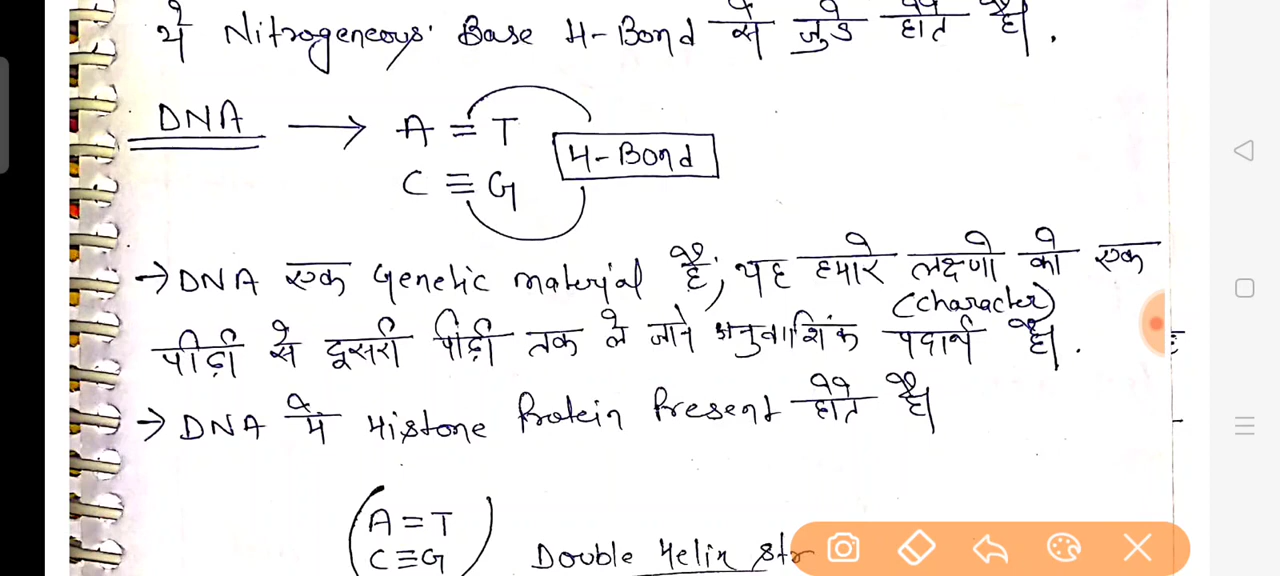 ये Nitrogeneous Base H-Bond से जुडे होते है।
DNA → A = T
H-Bond
C ≡ G
→ DNA एक Genetic material है, यह हमारे लक्षणो को एक
(Character)
पीढ़ी से दूसरी पीढ़ी तक ले जाने अनुवाशिंक पदार्थ है।
→ DNA में Histone Protein Present होते है।
A = T
C ≡ G
Double Helix Str